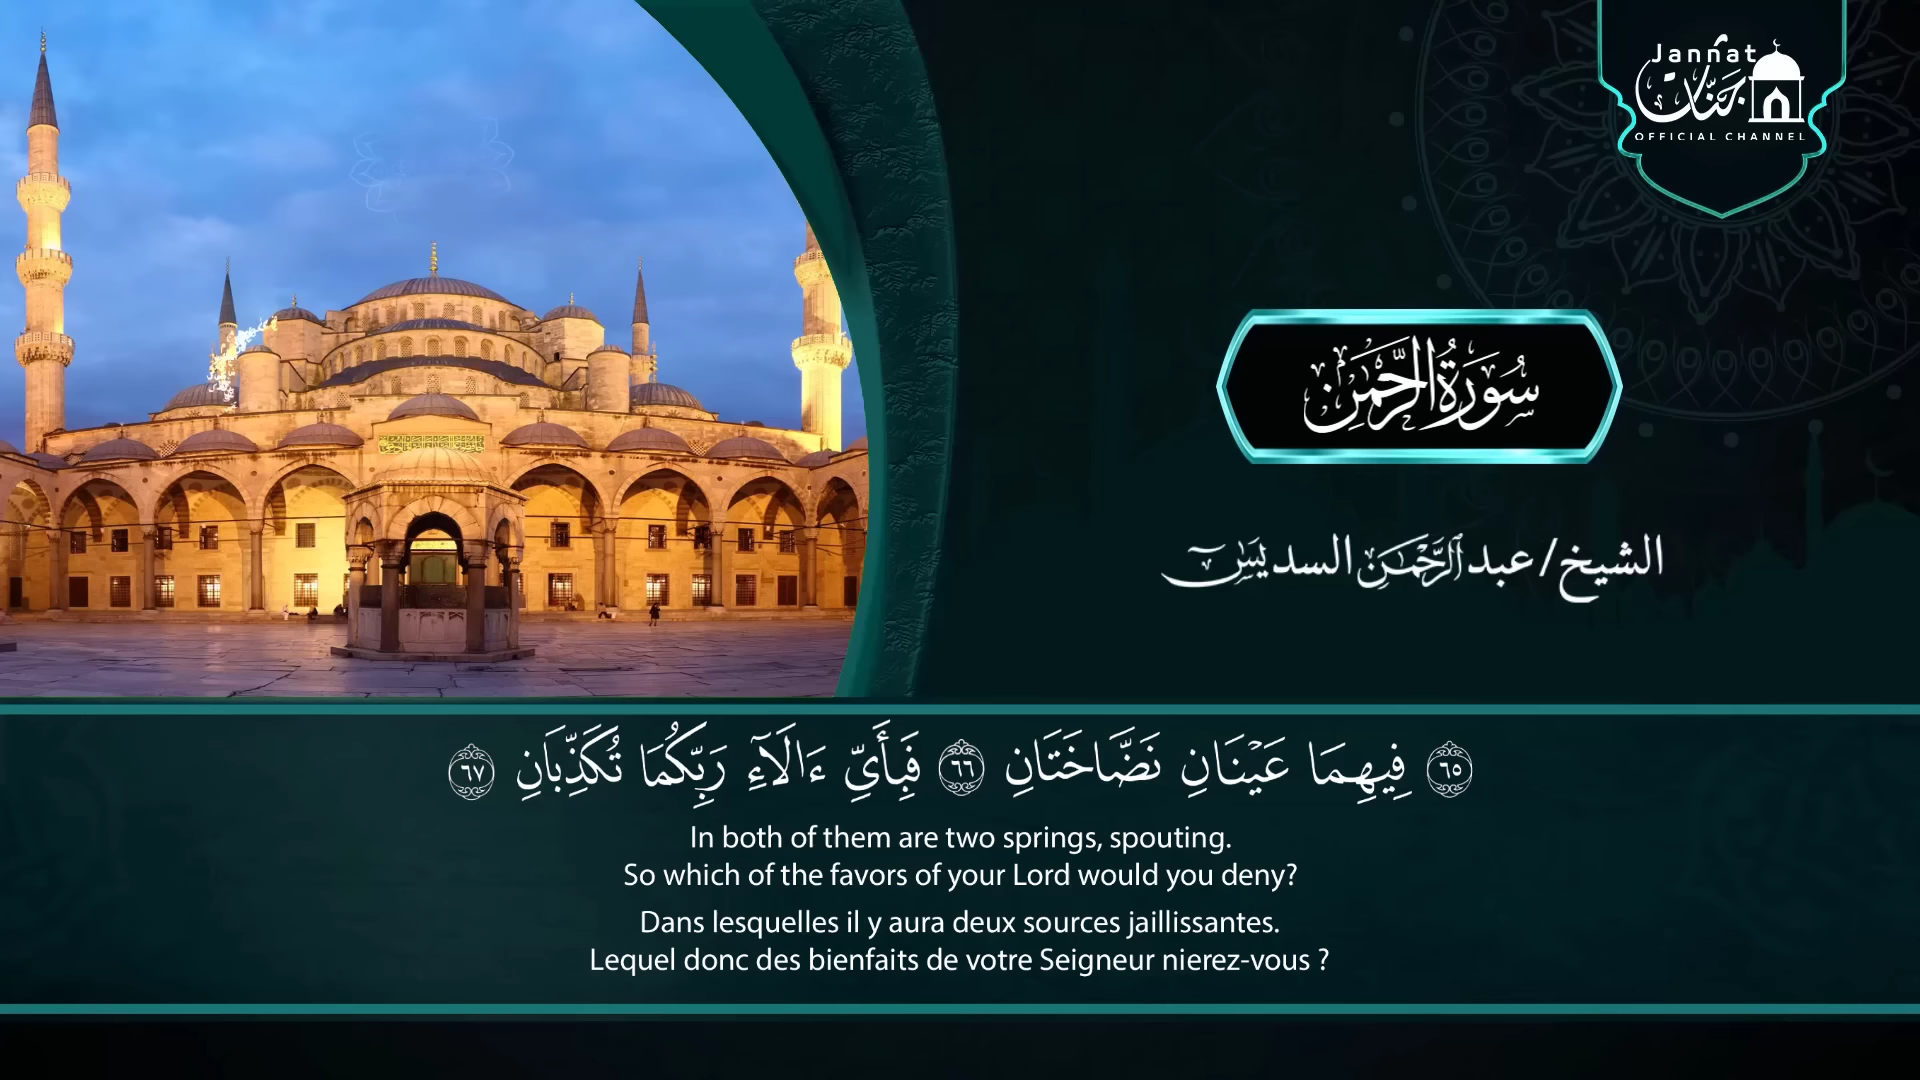 Jannat
جنات
OFFICIAL CHANNEL
سُورَةُ الرَّحْمَٰن
الشيخ/عبد الرَّحْمَٰن السديس
٦٥ فِيهِمَا عَيْنَانِ نَضَّاخَتَانِ ٦٦ فَبِأَيِّ ءَالَآءِ رَبِّكُمَا تُكَذِّبَانِ ٦٧
In both of them are two springs, spouting.
So which of the favors of your Lord would you deny?
Dans lesquelles il y aura deux sources jaillissantes.
Lequel donc des bienfaits de votre Seigneur nierez-vous ?